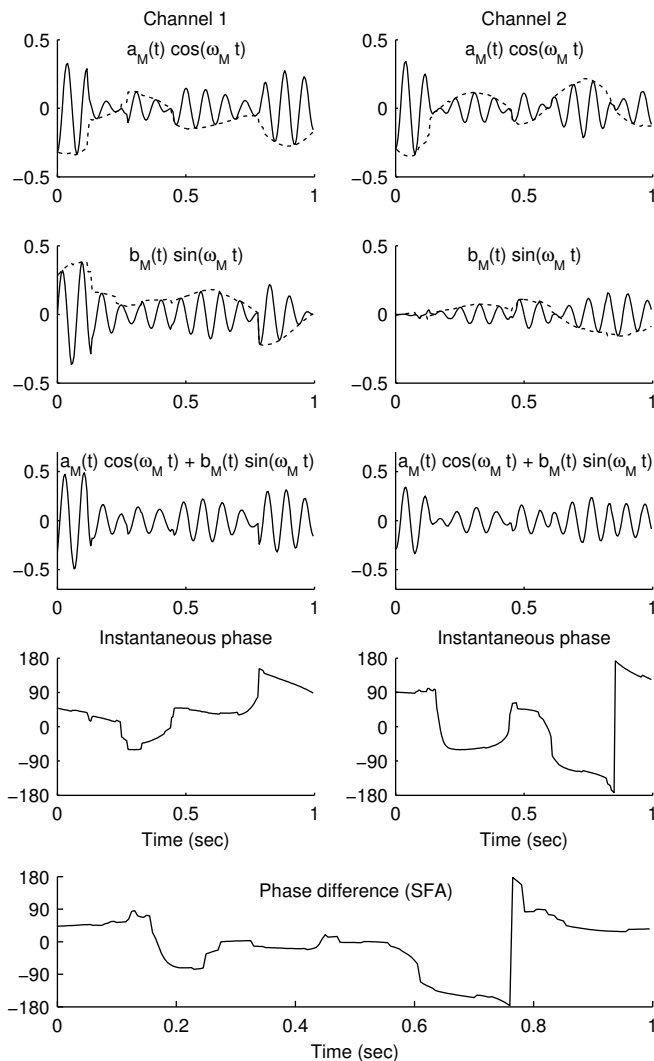 Channel 1 Channel 2
a_M(t) cos(ω_M t) a_M(t) cos(ω_M t)
0.5 0.5
0 0
−0.5 −0.5
0 0.5 1 0 0.5 1
b_M(t) sin(ω_M t) b_M(t) sin(ω_M t)
0.5 0.5
0 0
−0.5 −0.5
0 0.5 1 0 0.5 1
a_M(t) cos(ω_M t) + b_M(t) sin(ω_M t) a_M(t) cos(ω_M t) + b_M(t) sin(ω_M t)
0.5 0.5
0 0
−0.5 −0.5
0 0.5 1 0 0.5 1
Instantaneous phase Instantaneous phase
180 180
90 90
0 0
−90 −90
−180 −180
0 0.5 1 0 0.5 1
Time (sec) Time (sec)
Phase difference (SFA)
180
90
0
−90
−180
0 0.2 0.4 0.6 0.8 1
Time (sec)